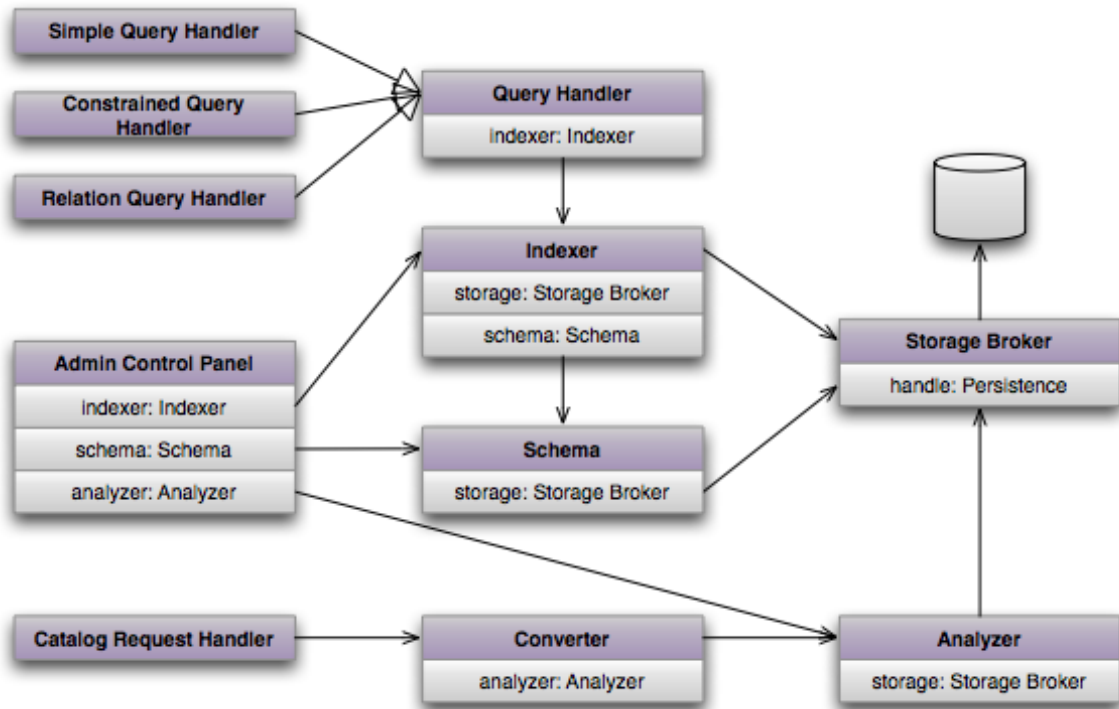 Simple Query Handler
Constrained Query
Handler
Relation Query Handler
Query Handler
indexer: Indexer
Indexer
storage: Storage Broker
schema: Schema
Admin Control Panel
indexer: Indexer
schema: Schema
analyzer: Analyzer
Schema
storage: Storage Broker
Storage Broker
handle: Persistence
Catalog Request Handler
Converter
analyzer: Analyzer
Analyzer
storage: Storage Broker